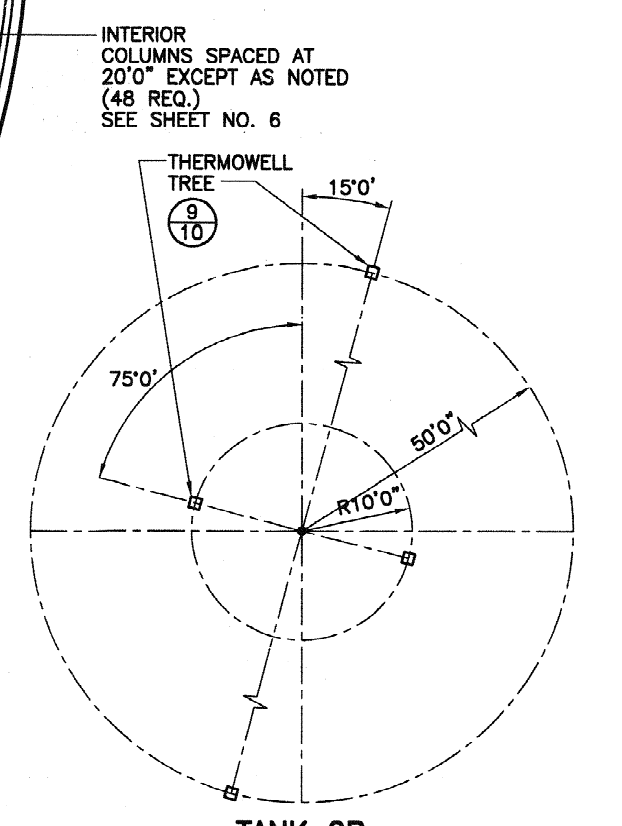 INTERIOR
COLUMNS SPACED AT
20'0" EXCEPT AS NOTED
(48 REQ.)
SEE SHEET NO. 6
THERMOWELL
TREE
9
10
15°0'
75°0'
50'0"
R10'0"